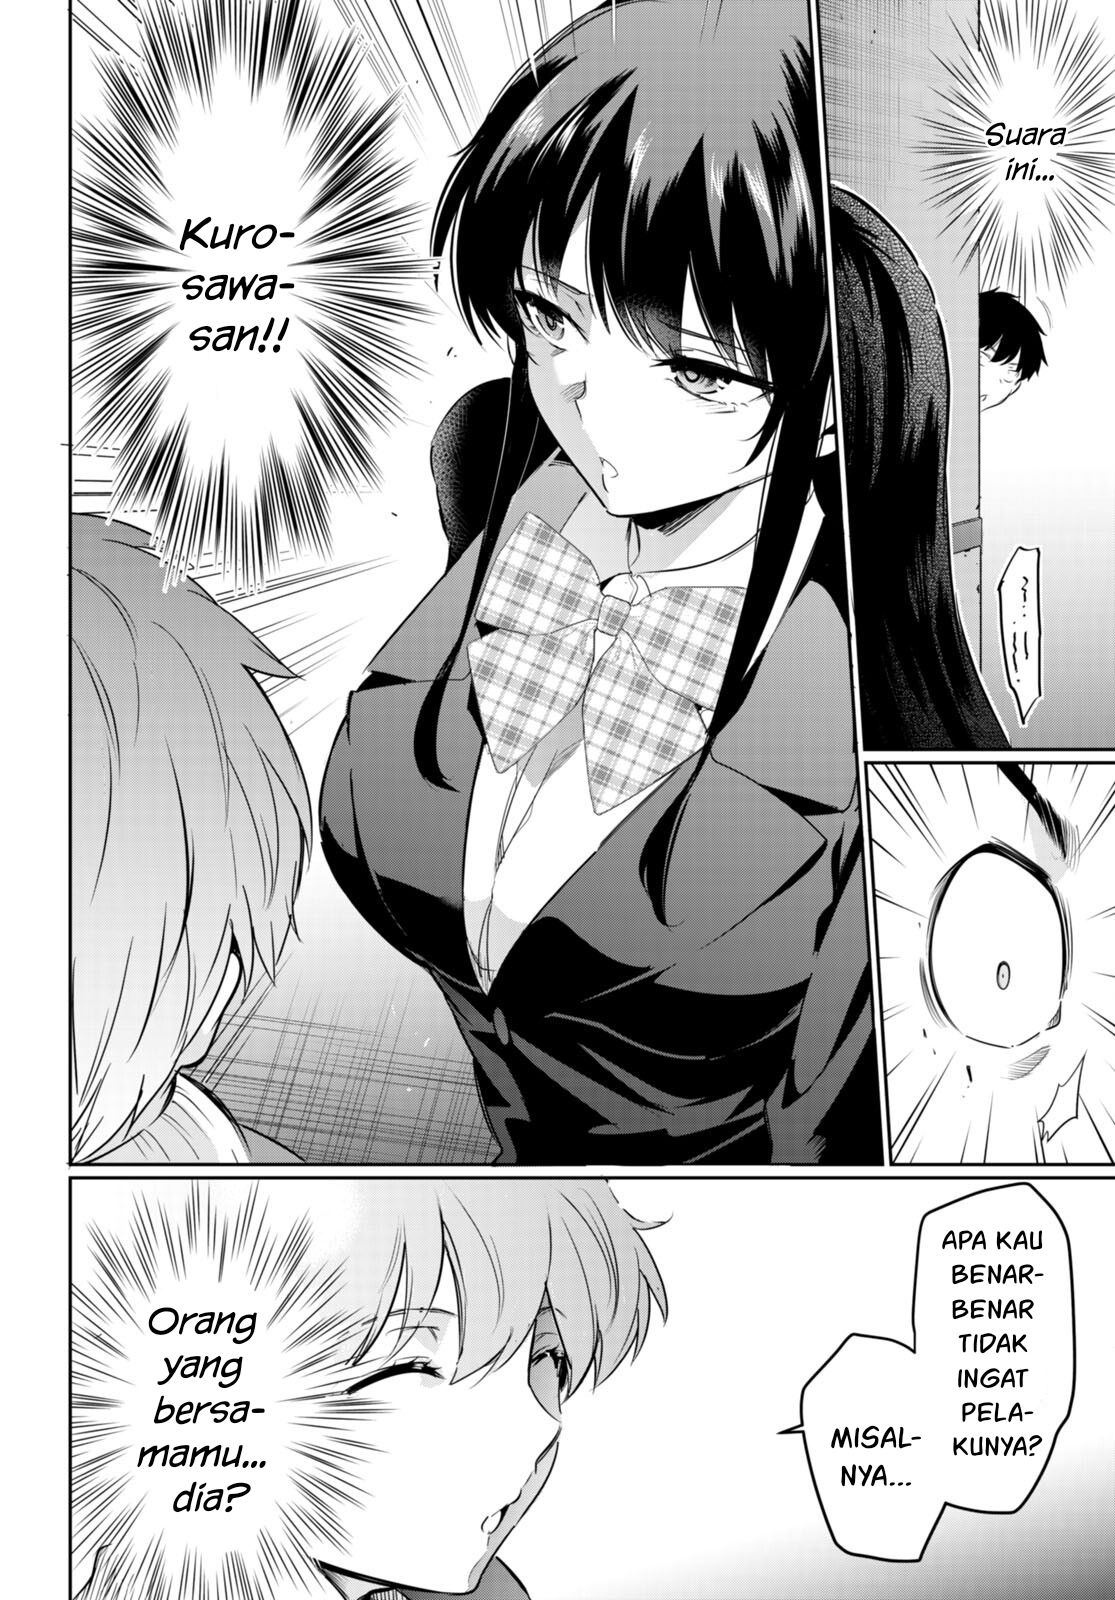 Suara
ini...
Kuro-
sawa-
san!!
APA KAU
BENAR-
BENAR
TIDAK
INGAT
PELA-
KUNYA?
MISAL-
NYA...
Orang
yang
bersa-
mamu...
dia?